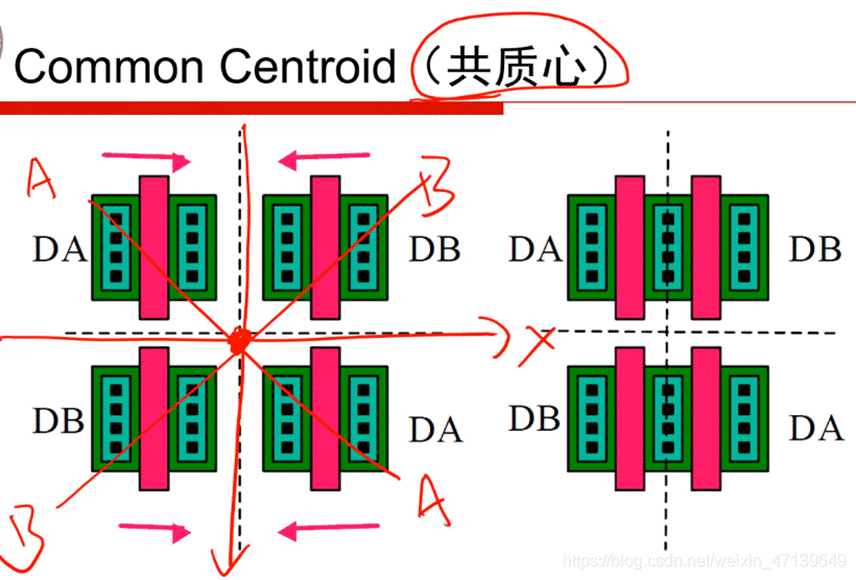 Common Centroid（共质心）
A
B
DA
DB
DA
DB
X
DB
DA
DB
DA
B
A
https://blog.csdn.net/weixin_47139649